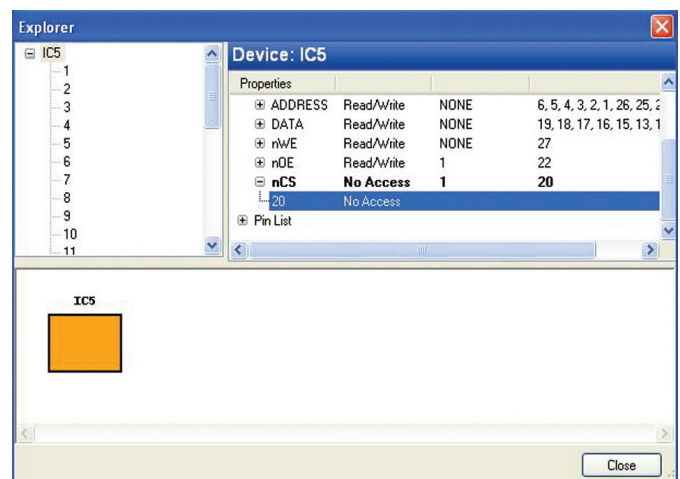 Explorer
IC5
1
2
3
4
5
6
7
8
9
10
11
Device: IC5
Properties
ADDRESS Read/Write NONE 6, 5, 4, 3, 2, 1, 26, 25, 2
DATA Read/Write NONE 19, 18, 17, 16, 15, 13, 1
nWE Read/Write NONE 27
nOE Read/Write 1 22
nCS No Access 1 20
20 No Access
Pin List
IC5
Close